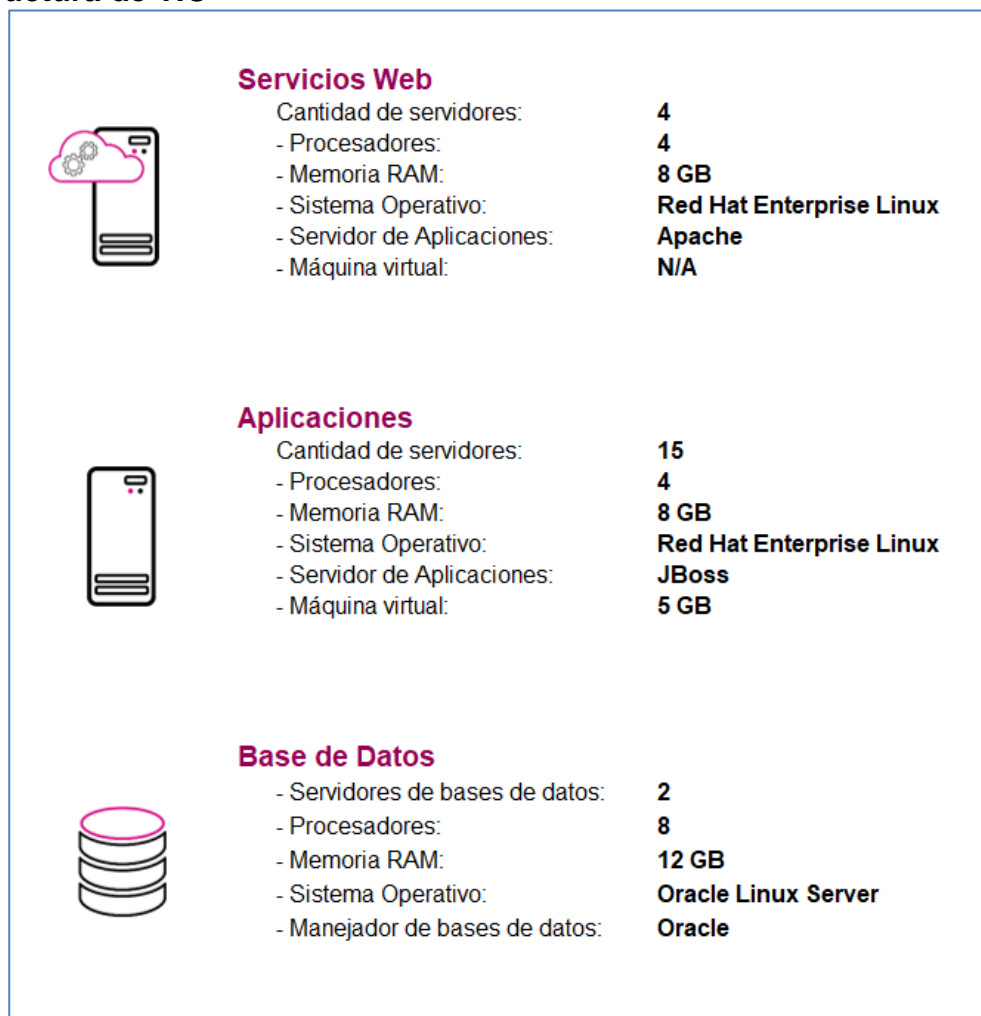 Servicios Web
Cantidad de servidores: 4
- Procesadores: 4
- Memoria RAM: 8 GB
- Sistema Operativo: Red Hat Enterprise Linux
- Servidor de Aplicaciones: Apache
- Máquina virtual: N/A
Aplicaciones
Cantidad de servidores: 15
- Procesadores: 4
- Memoria RAM: 8 GB
- Sistema Operativo: Red Hat Enterprise Linux
- Servidor de Aplicaciones: JBoss
- Máquina virtual: 5 GB
Base de Datos
- Servidores de bases de datos: 2
- Procesadores: 8
- Memoria RAM: 12 GB
- Sistema Operativo: Oracle Linux Server
- Manejador de bases de datos: Oracle